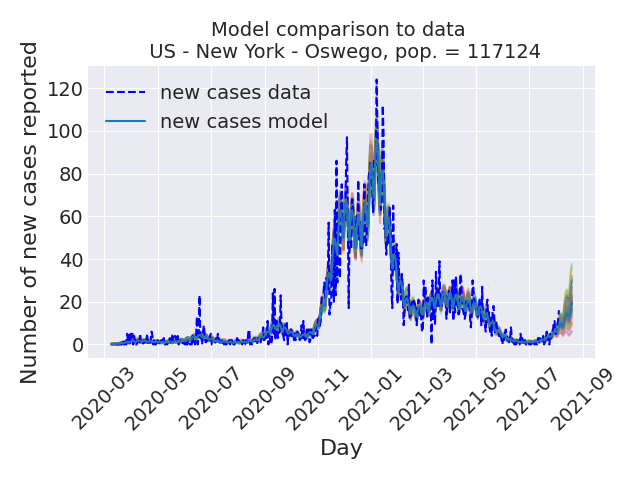 Model comparison to data
US - New York - Oswego, pop. = 117124
Number of new cases reported
120
100
80
60
40
20
0
new cases data
new cases model
2020-03
2020-05
2020-07
2020-09
2020-11
2021-01
2021-03
2021-05
2021-07
2021-09
Day